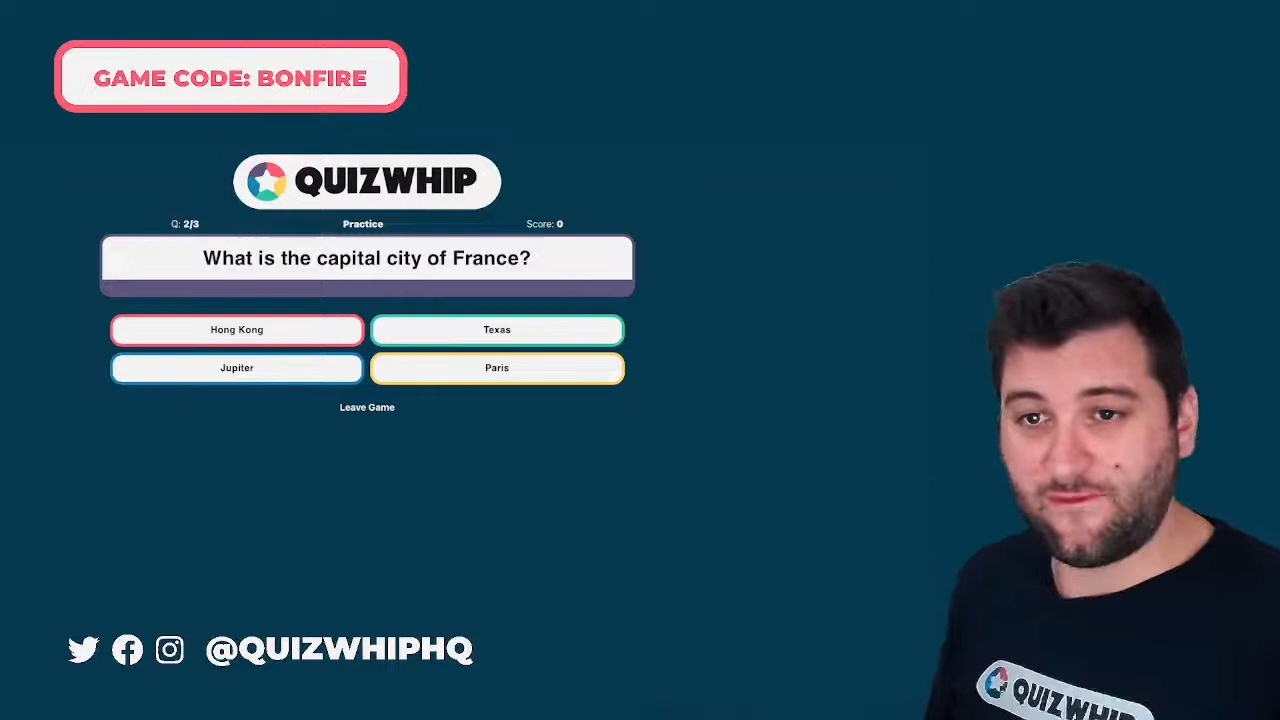 GAME CODE: BONFIRE
QUIZWHIP
Q: 2/3 Practice Score: 0
What is the capital city of France?
Hong Kong Texas
Jupiter Paris
Leave Game
@QUIZWHIPHQ
QUIZWHIP